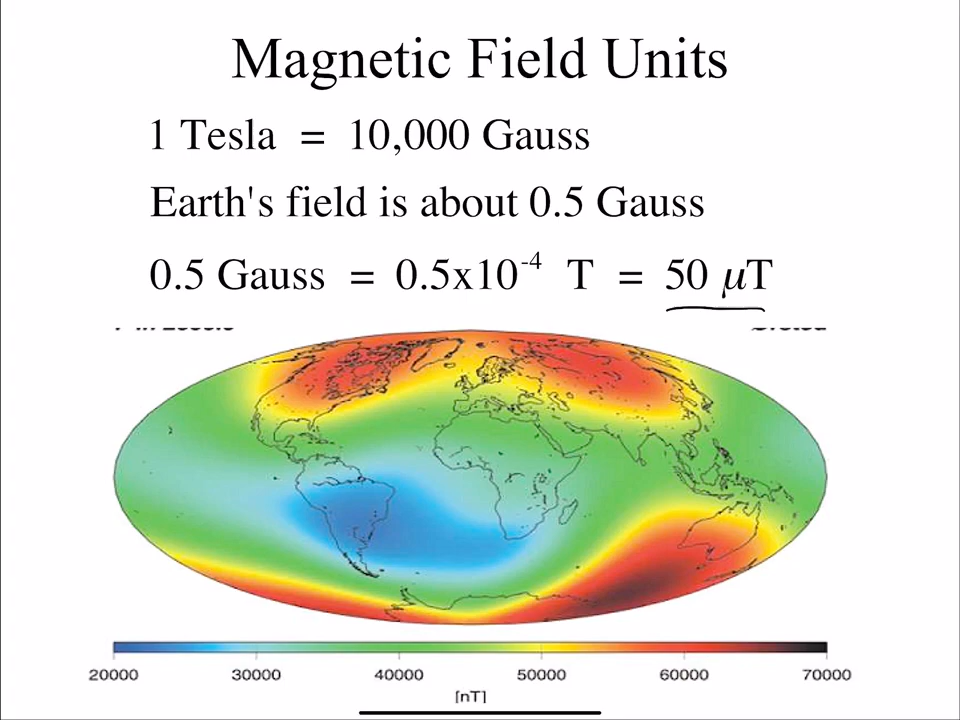 Magnetic Field Units
1 Tesla = 10,000 Gauss
Earth's field is about 0.5 Gauss
0.5 Gauss = 0.5x10⁻⁴ T = 50 μT
20000 30000 40000 50000 60000 70000
[nT]